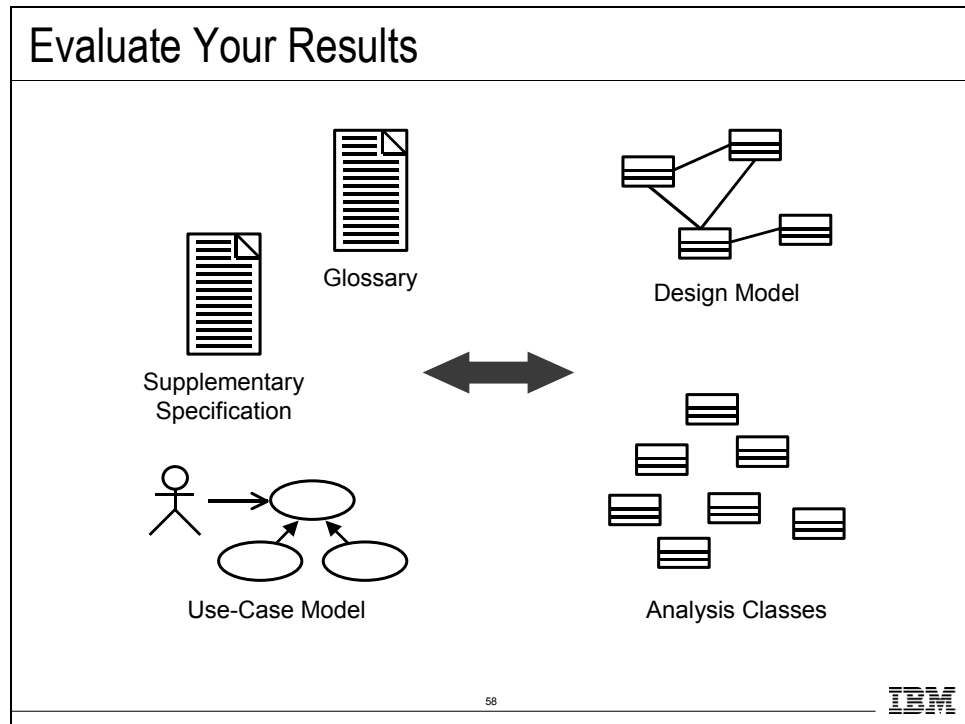 Evaluate Your Results
Glossary
Supplementary
Specification
Use-Case Model
Design Model
Analysis Classes
58
IBM